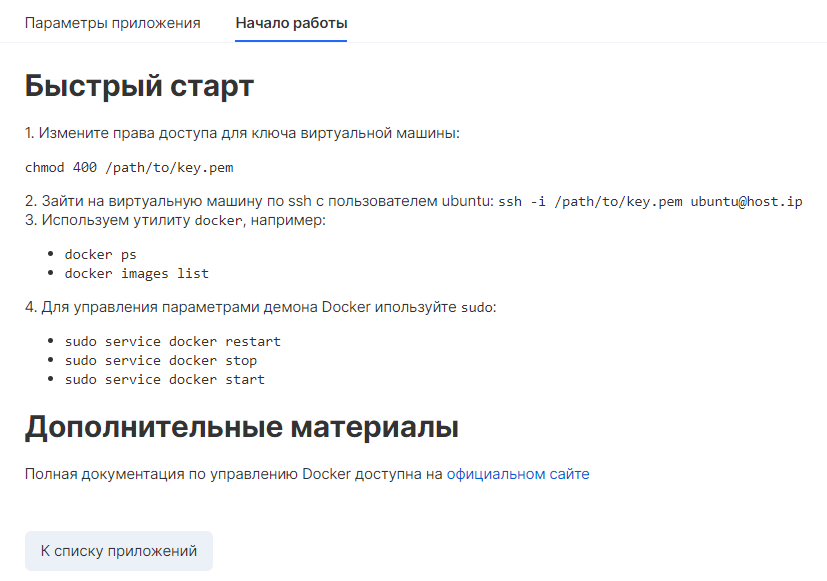 Параметры приложения Начало работы
Быстрый старт
1. Измените права доступа для ключа виртуальной машины:
chmod 400 /path/to/key.pem
2. Зайти на виртуальную машину по ssh с пользователем ubuntu: ssh -i /path/to/key.pem ubuntu@host.ip
3. Используем утилиту docker, например:
• docker ps
• docker images list
4. Для управления параметрами демона Docker ипользуйте sudo:
• sudo service docker restart
• sudo service docker stop
• sudo service docker start
Дополнительные материалы
Полная документация по управлению Docker доступна на официальном сайте
К списку приложений